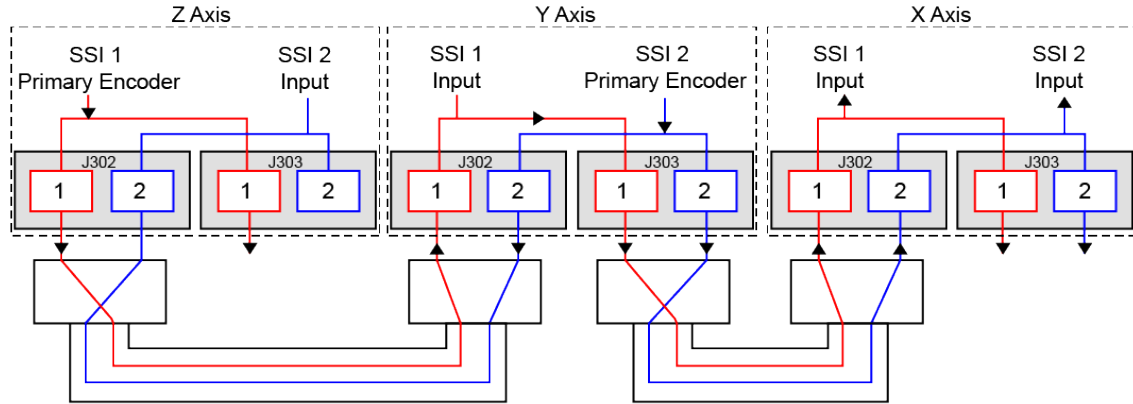 Z Axis
Y Axis
X Axis
SSI 1
Primary Encoder
SSI 2
Input
SSI 1
Input
SSI 2
Primary Encoder
SSI 1
Input
SSI 2
Input
J302
J303
J302
J303
J302
J303
1
2
1
2
1
2
1
2
1
2
1
2